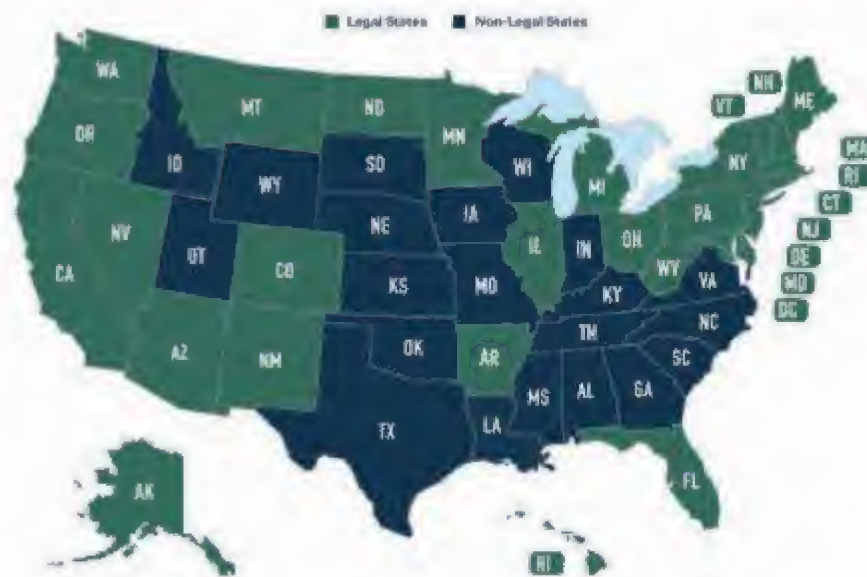 Legal States Non-Legal States
WA
MT
ND
MN
NH
VT
ME
OR
ID
WY
SD
WI
MI
NY
MA
RI
CT
NV
UT
CO
NE
IA
IL
IN
OH
PA
NJ
DE
MD
DC
CA
KS
MO
KY
WY
VA
AZ
NM
OK
AR
TN
NC
SC
TX
LA
MS
AL
GA
FL
AK
HI